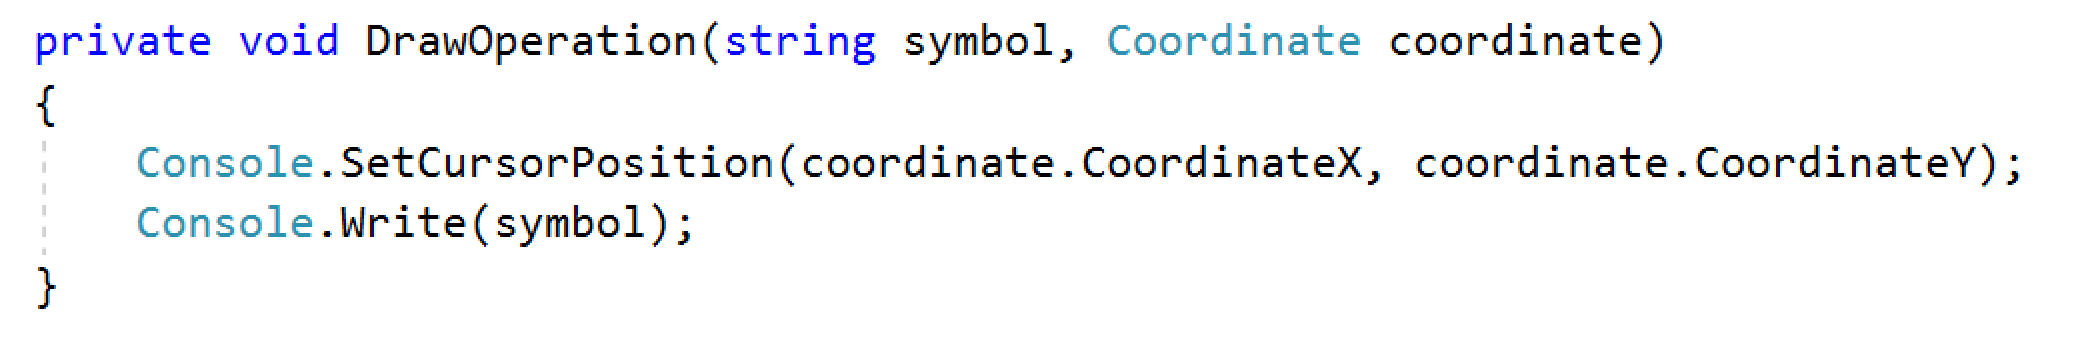 private void DrawOperation(string symbol, Coordinate coordinate)
{
    Console.SetCursorPosition(coordinate.CoordinateX, coordinate.CoordinateY);
    Console.Write(symbol);
}